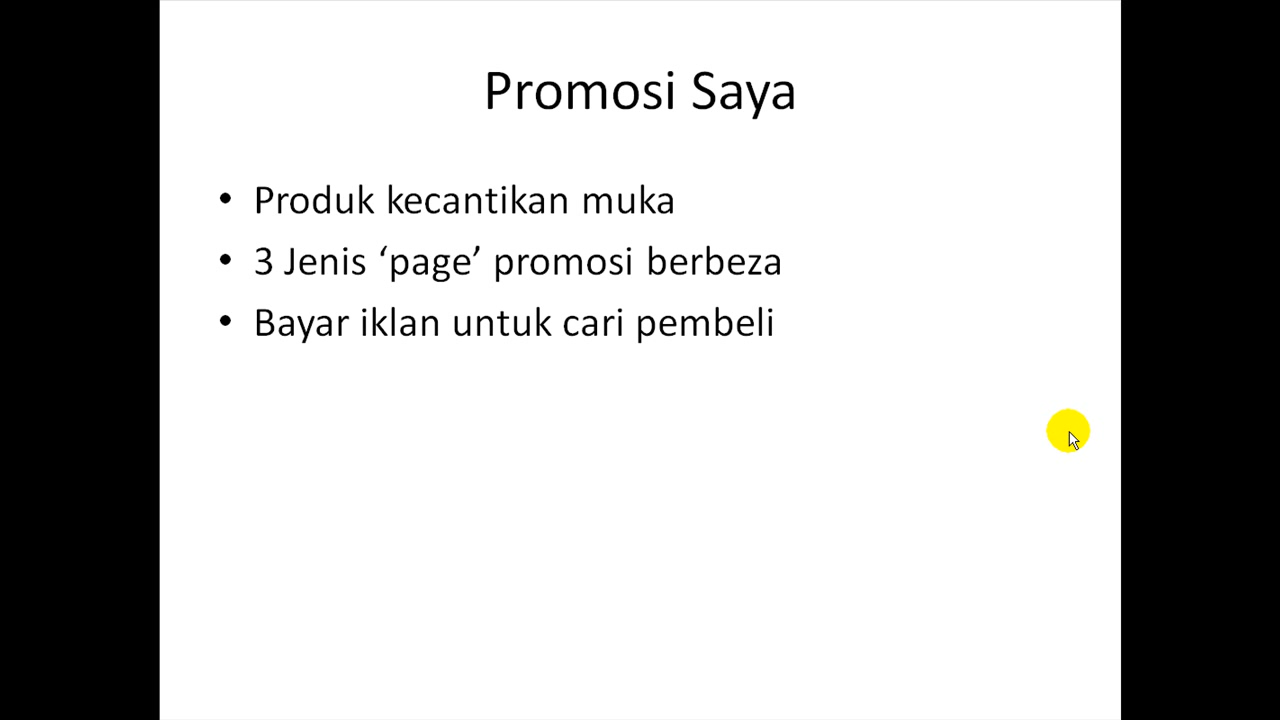 Promosi Saya
• Produk kecantikan muka
• 3 Jenis ‘page’ promosi berbeza
• Bayar iklan untuk cari pembeli